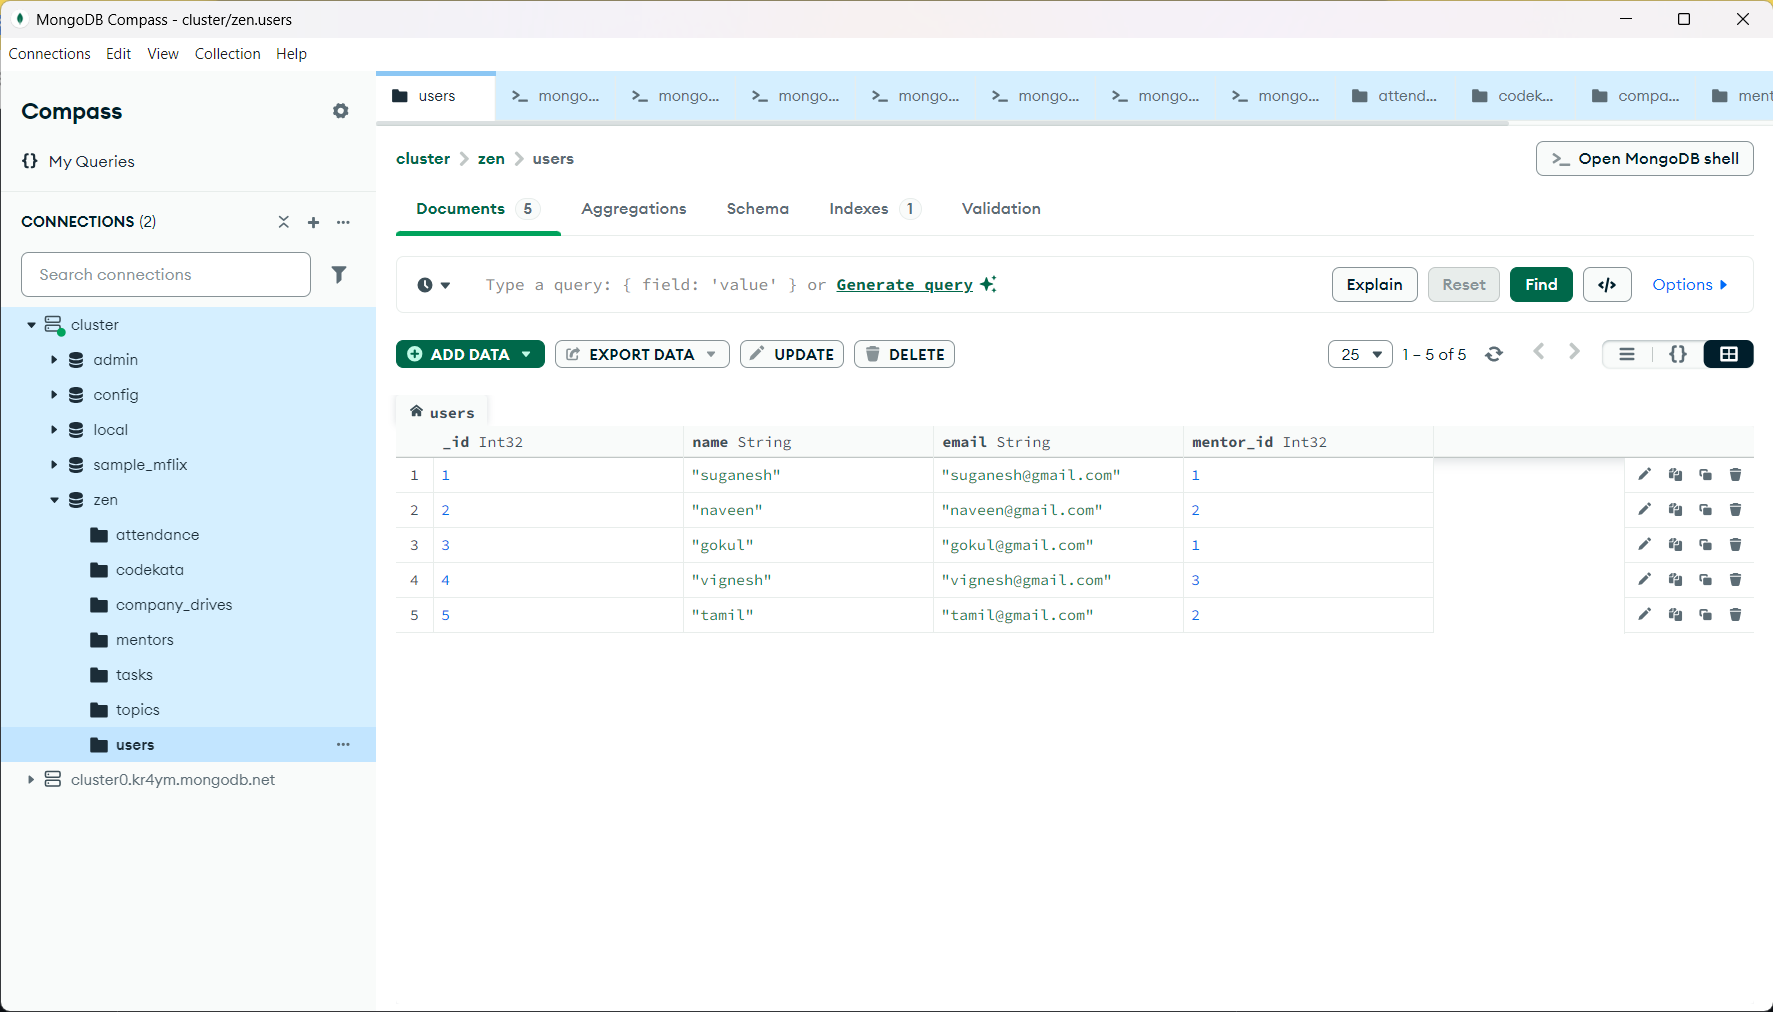 MongoDB Compass - cluster/zen.users
Connections Edit View Collection Help
Compass
{} My Queries
CONNECTIONS (2)
Search connections
cluster
admin
config
local
sample_mflix
zen
attendance
codekata
company_drives
mentors
tasks
topics
users
cluster0.kr4ym.mongodb.net
users >_ mongo... >_ mongo... >_ mongo... >_ mongo... >_ mongo... >_ mongo... >_ mongo... attend... codek... compa... ment
cluster > zen > users
>_ Open MongoDB shell
Documents 5 Aggregations Schema Indexes 1 Validation
Type a query: { field: 'value' } or Generate query
Explain Reset Find </> Options
ADD DATA EXPORT DATA UPDATE DELETE
25 1 – 5 of 5 {}
users
_id Int32 name String email String mentor_id Int32
1 1 "suganesh" "suganesh@gmail.com" 1
2 2 "naveen" "naveen@gmail.com" 2
3 3 "gokul" "gokul@gmail.com" 1
4 4 "vignesh" "vignesh@gmail.com" 3
5 5 "tamil" "tamil@gmail.com" 2